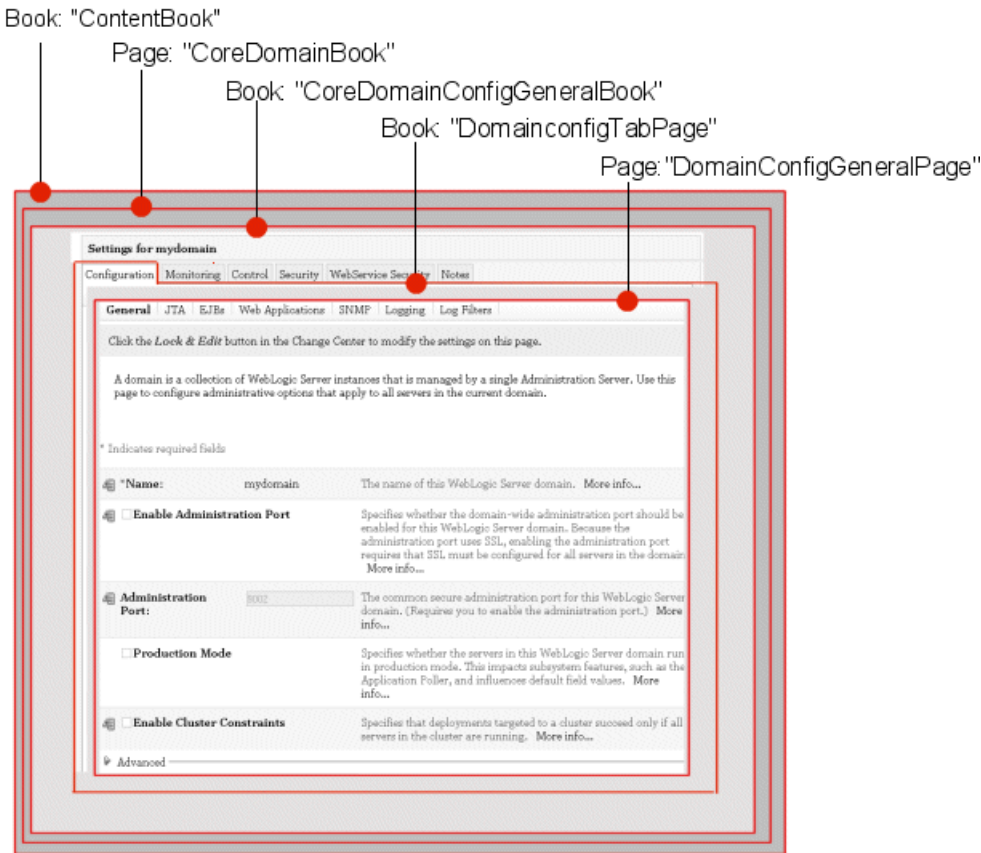 Book: "ContentBook"
Page: "CoreDomainBook"
Book: "CoreDomainConfigGeneralBook"
Book: "DomainconfigTabPage"
Page:"DomainConfigGeneralPage"
Settings for mydomain
Configuration Monitoring Control Security WebService Security Notes
General JTA EJBs Web Applications SNMP Logging Log Filters
Click the Lock & Edit button in the Change Center to modify the settings on this page.
A domain is a collection of WebLogic Server instances that is managed by a single Administration Server. Use this
page to configure administrative options that apply to all servers in the current domain.
* Indicates required fields
*Name: mydomain The name of this WebLogic Server domain. More info...
Enable Administration Port Specifies whether the domain-wide administration port should be
enabled for this WebLogic Server domain. Because the
administration port uses SSL, enabling the administration port
requires that SSL must be configured for all servers in the domain
More info...
Administration 9002 The common secure administration port for this WebLogic Server
Port: domain. (Requires you to enable the administration port.) More
info...
Production Mode Specifies whether the servers in this WebLogic Server domain run
in production mode. This impacts subsystem features, such as the
Application Poller, and influences default field values. More
info...
Enable Cluster Constraints Specifies that deployments targeted to a cluster succeed only if all
servers in the cluster are running. More info...
Advanced